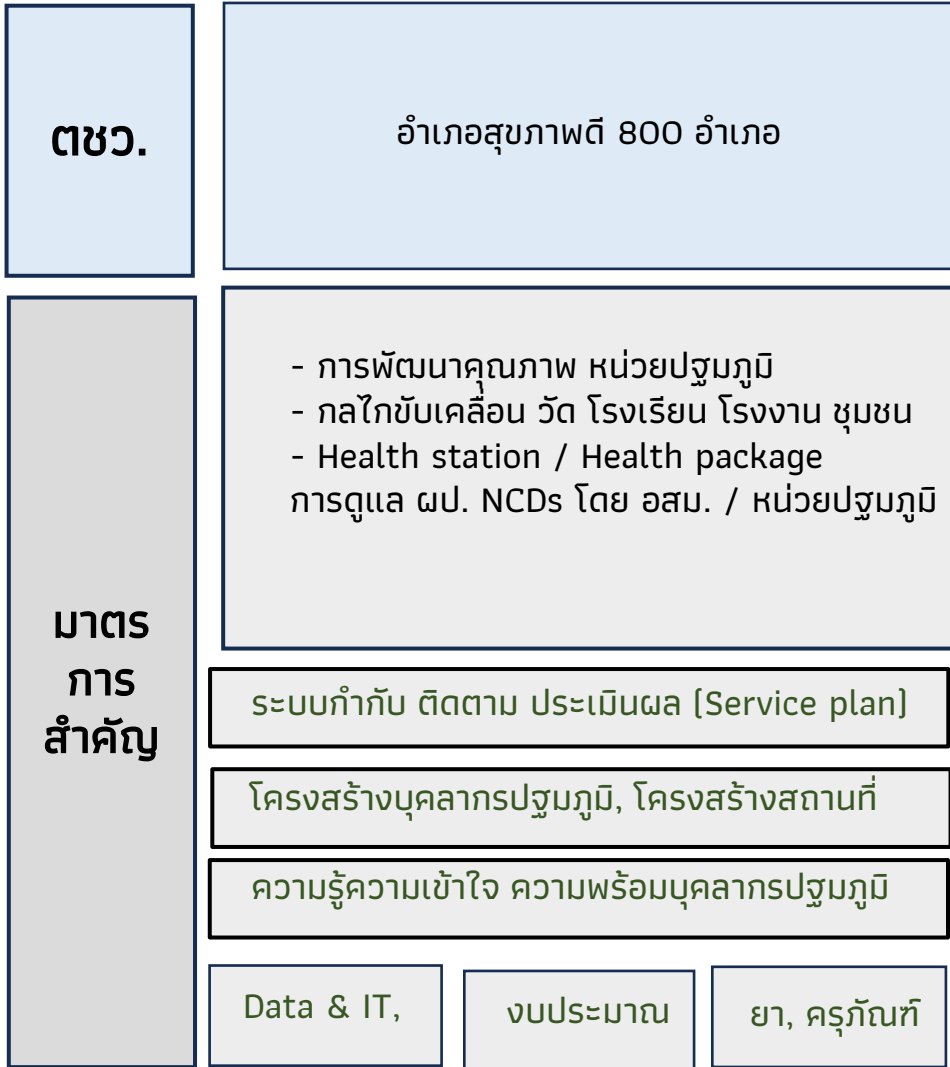 ตชว.
อำเภอสุขภาพดี 800 อำเภอ
มาตร
การ
สำคัญ
- การพัฒนาคุณภาพ หน่วยปฐมภูมิ
- กลไกขับเคลื่อน วัด โรงเรียน โรงงาน ชุมชน
- Health station / Health package
การดูแล ผป. NCDs โดย อสม. / หน่วยปฐมภูมิ
ระบบกำกับ ติดตาม ประเมินผล (Service plan)
โครงสร้างบุคลากรปฐมภูมิ, โครงสร้างสถานที่
ความรู้ความเข้าใจ ความพร้อมบุคลากรปฐมภูมิ
Data & IT,
งบประมาณ
ยา, ครุภัณฑ์